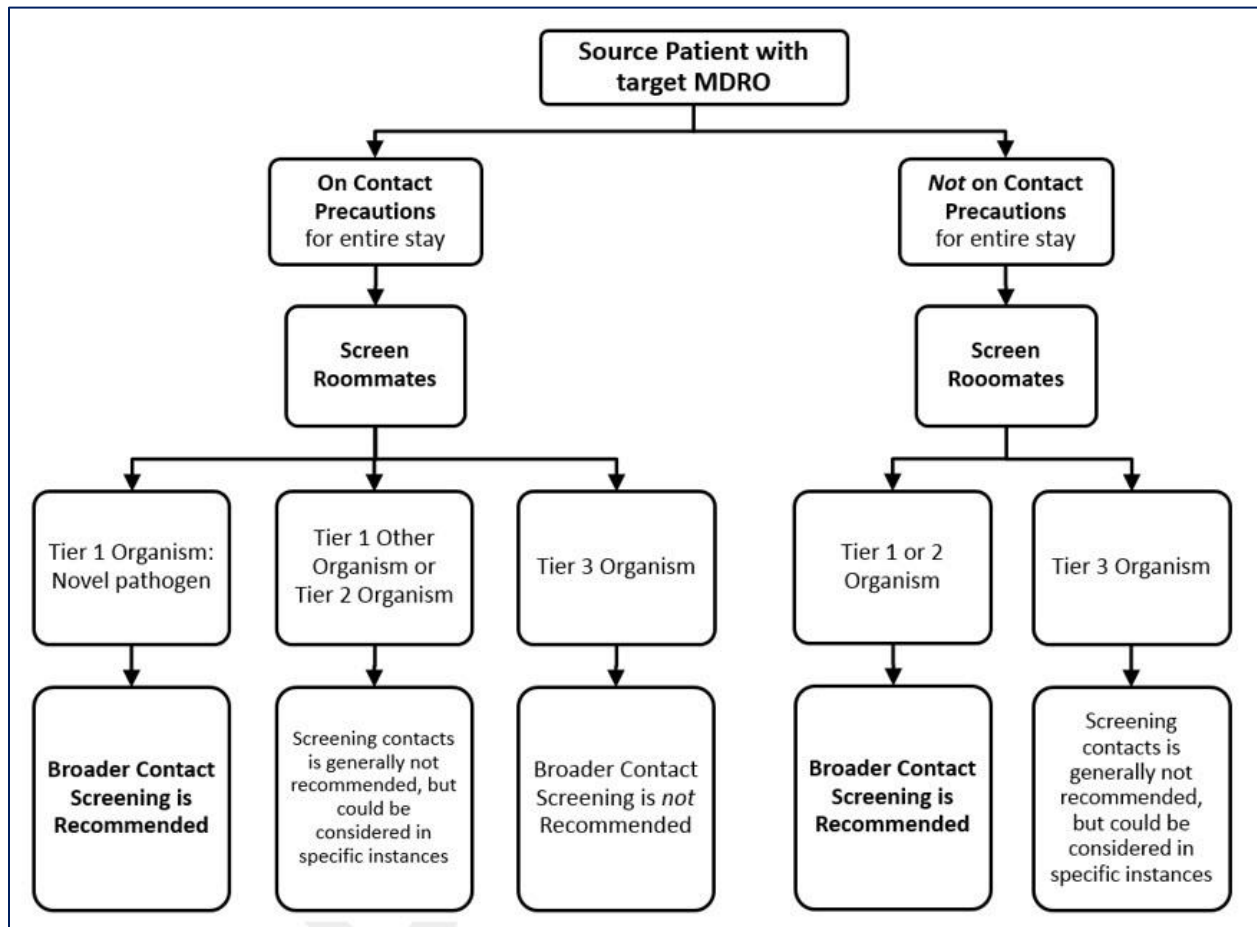 Source Patient with
target MDRO
On Contact
Precautions
for entire stay
Not on Contact
Precautions
for entire stay
Screen
Roommates
Screen
Rooomates
Tier 1 Organism:
Novel pathogen
Tier 1 Other
Organism or
Tier 2 Organism
Tier 3 Organism
Tier 1 or 2
Organism
Tier 3 Organism
Broader Contact
Screening is
Recommended
Screening contacts
is generally not
recommended, but
could be
considered in
specific instances
Broader Contact
Screening is not
Recommended
Broader Contact
Screening is
Recommended
Screening
contacts is
generally not
recommended,
but could be
considered in
specific instances